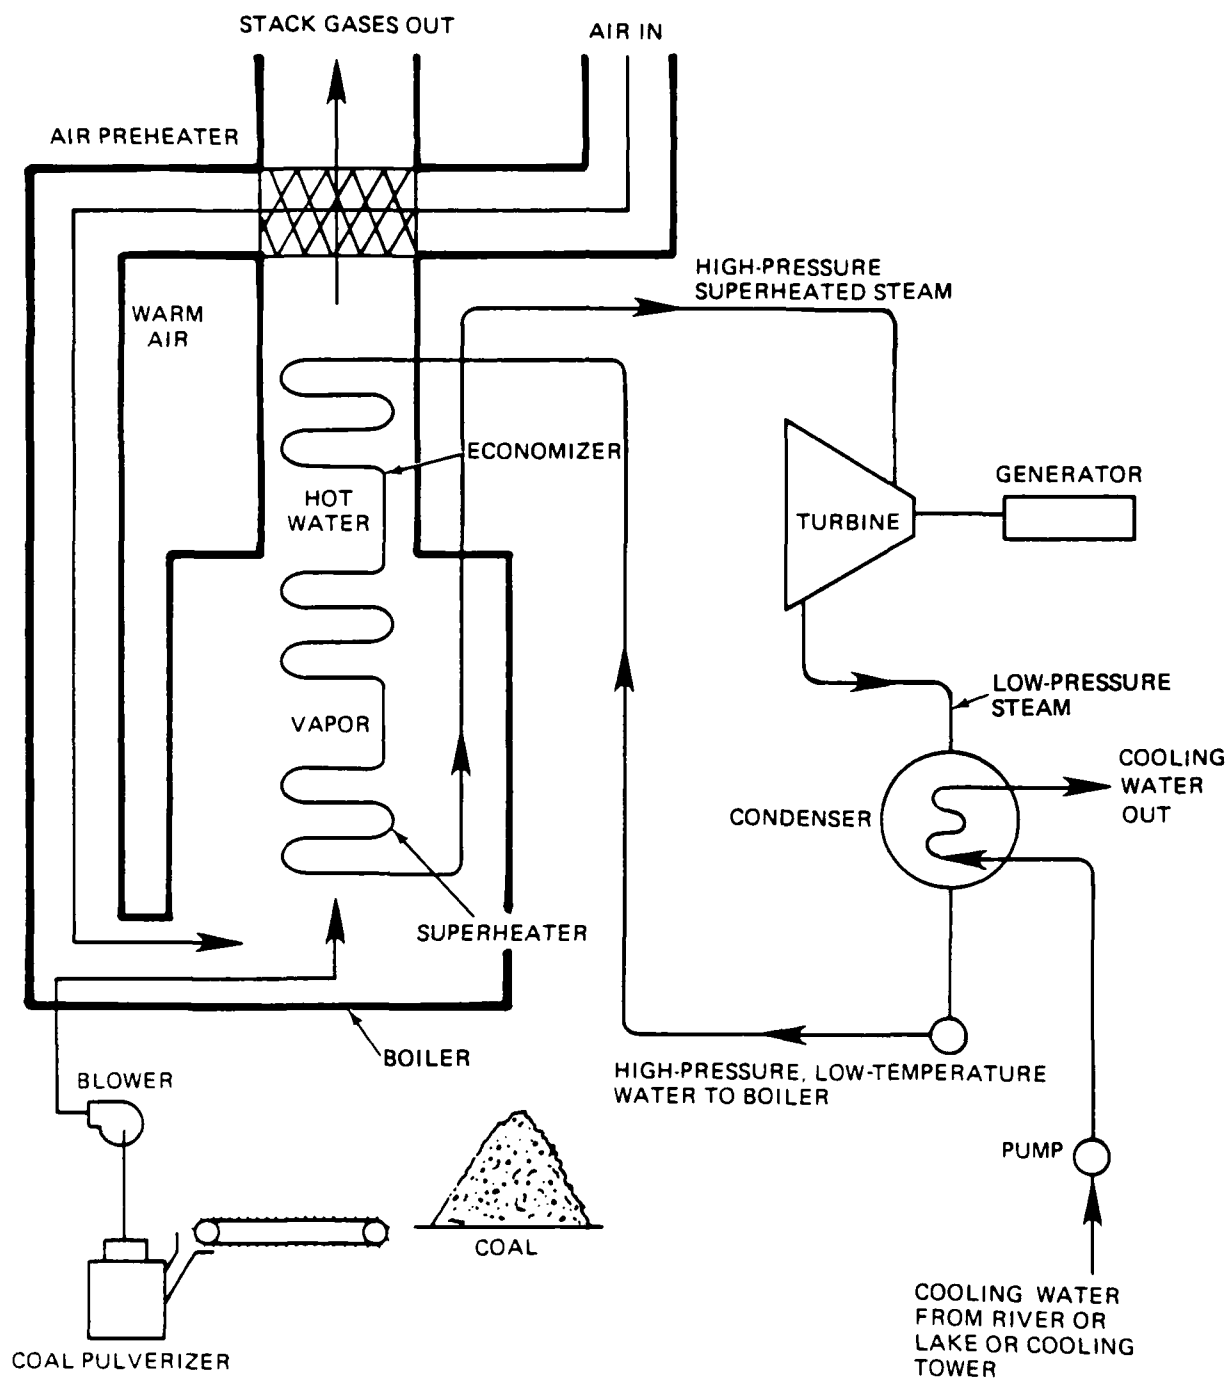 STACK GASES OUT
AIR IN
AIR PREHEATER
HIGH-PRESSURE
SUPERHEATED STEAM
WARM
AIR
ECONOMIZER
GENERATOR
HOT
WATER
TURBINE
LOW-PRESSURE
STEAM
VAPOR
COOLING
WATER
OUT
CONDENSER
SUPERHEATER
BOILER
HIGH-PRESSURE, LOW-TEMPERATURE
WATER TO BOILER
BLOWER
PUMP
COAL
COOLING WATER
FROM RIVER OR
LAKE OR COOLING
TOWER
COAL PULVERIZER